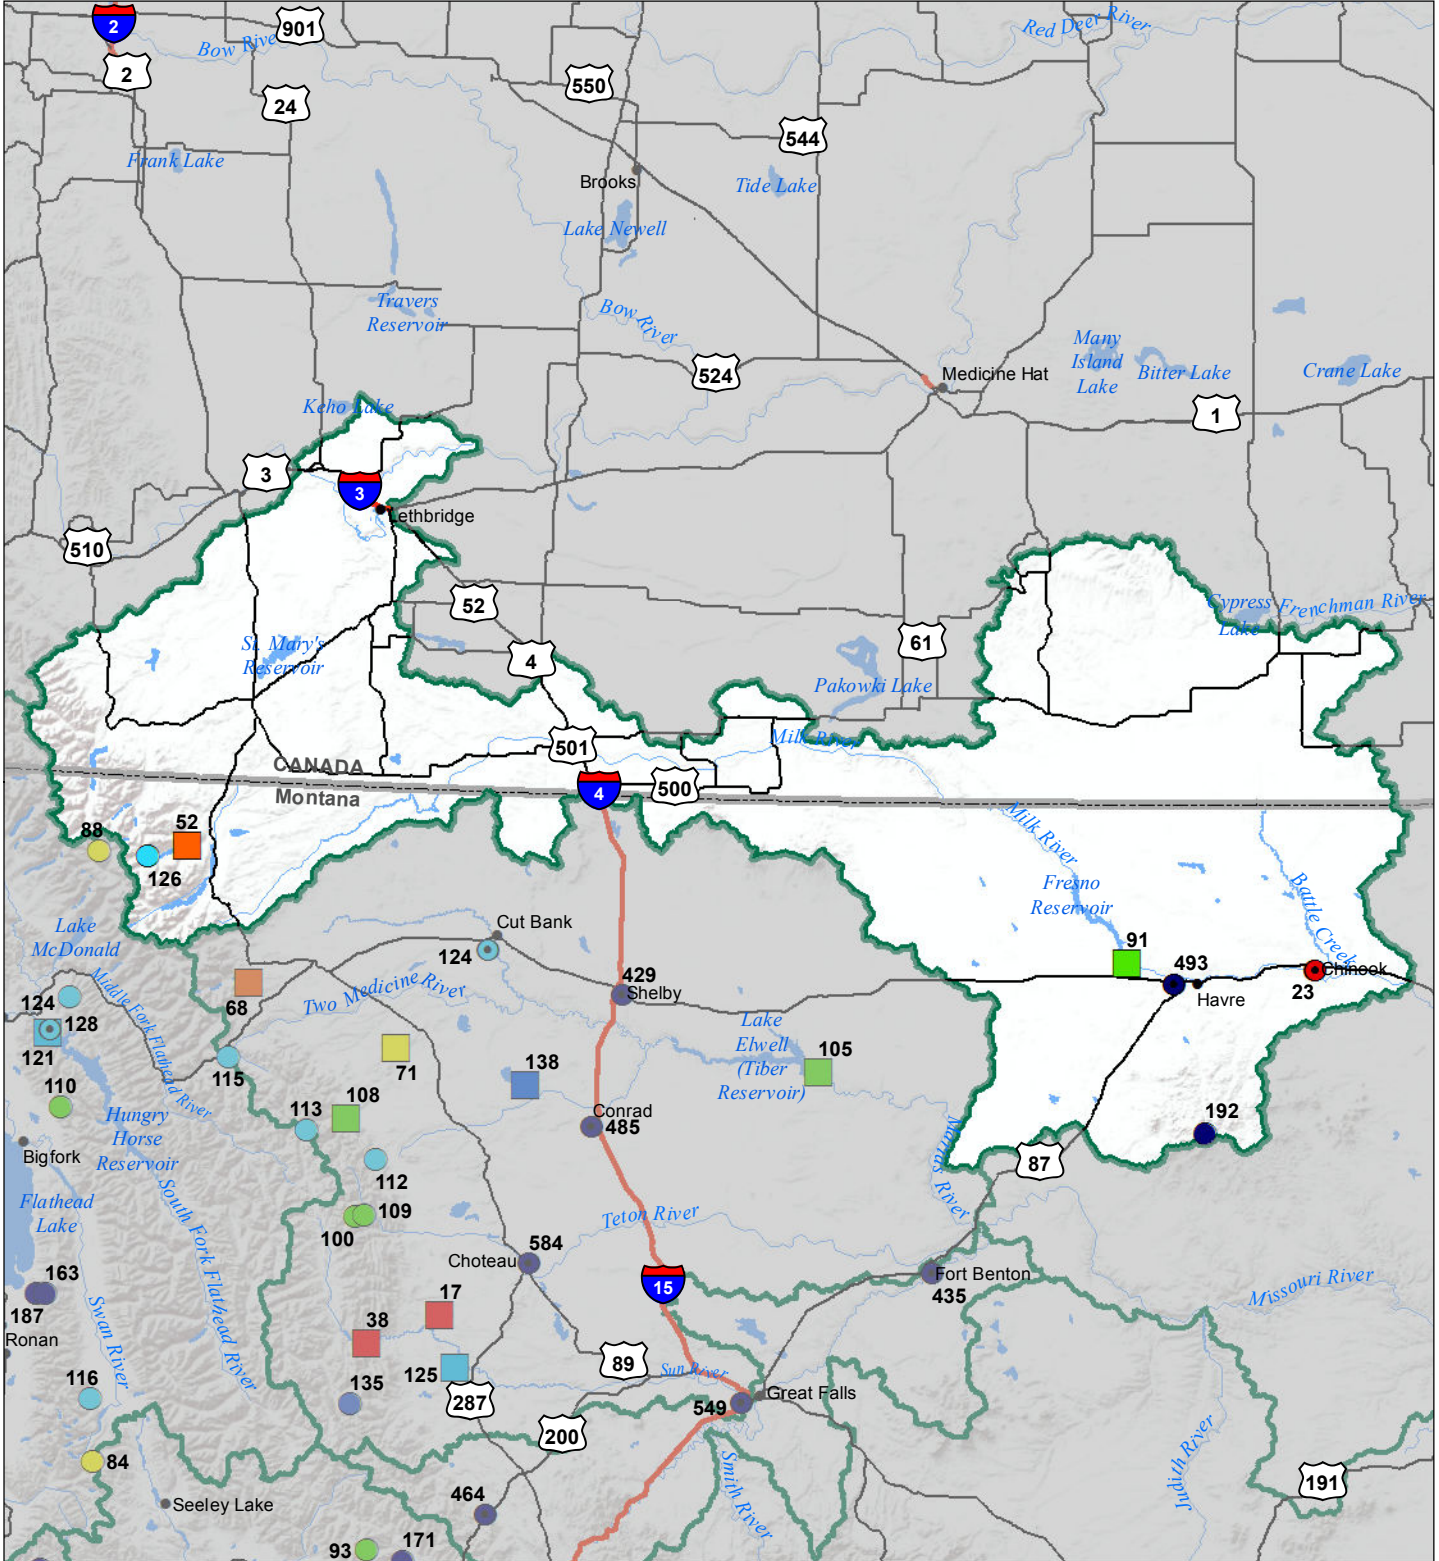 2
901
Bow River
Red Deer River
2
24
550
544
Frank Lake
Brooks
Tide Lake
Lake Newell
Travers
Reservoir
Bow River
524
Medicine Hat
Many
Island
Lake
Bitter Lake
Crane Lake
Keho Lake
1
3
3
Lethbridge
510
52
Cypress
Lake
Frenchman River
St. Mary's
Reservoir
4
61
Pakowki Lake
501
Milk River
CANADA
Montana
4
500
88
52
126
Milk River
Fresno
Reservoir
Battle Creek
Lake
McDonald
Cut Bank
124
91
493
Havre
Chinook
23
Middle Fork Flathead River
68
Two Medicine River
429
Shelby
124
128
121
115
71
138
Lake
Elwell
(Tiber
Reservoir)
105
110
Hungry
Horse
Reservoir
113
108
Conrad
485
192
Bigfork
112
Marias River
87
Flathead
Lake
South Fork Flathead River
109
100
Teton River
Choteau
584
15
Fort Benton
435
Missouri River
163
187
Ronan
Swan River
17
38
125
89
Sun River
116
135
287
Great Falls
549
200
Judith River
84
Smith River
191
Seeley Lake
464
93
171